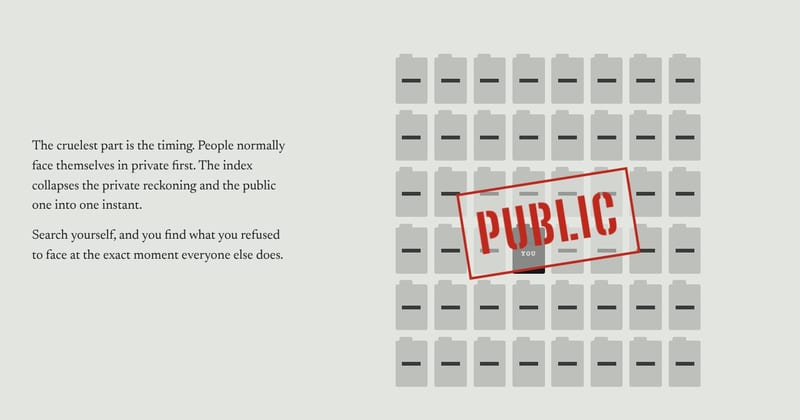 The cruelest part is the timing. People normally
face themselves in private first. The index
collapses the private reckoning and the public
one into one instant.
Search yourself, and you find what you refused
to face at the exact moment everyone else does.
PUBLIC
YOU